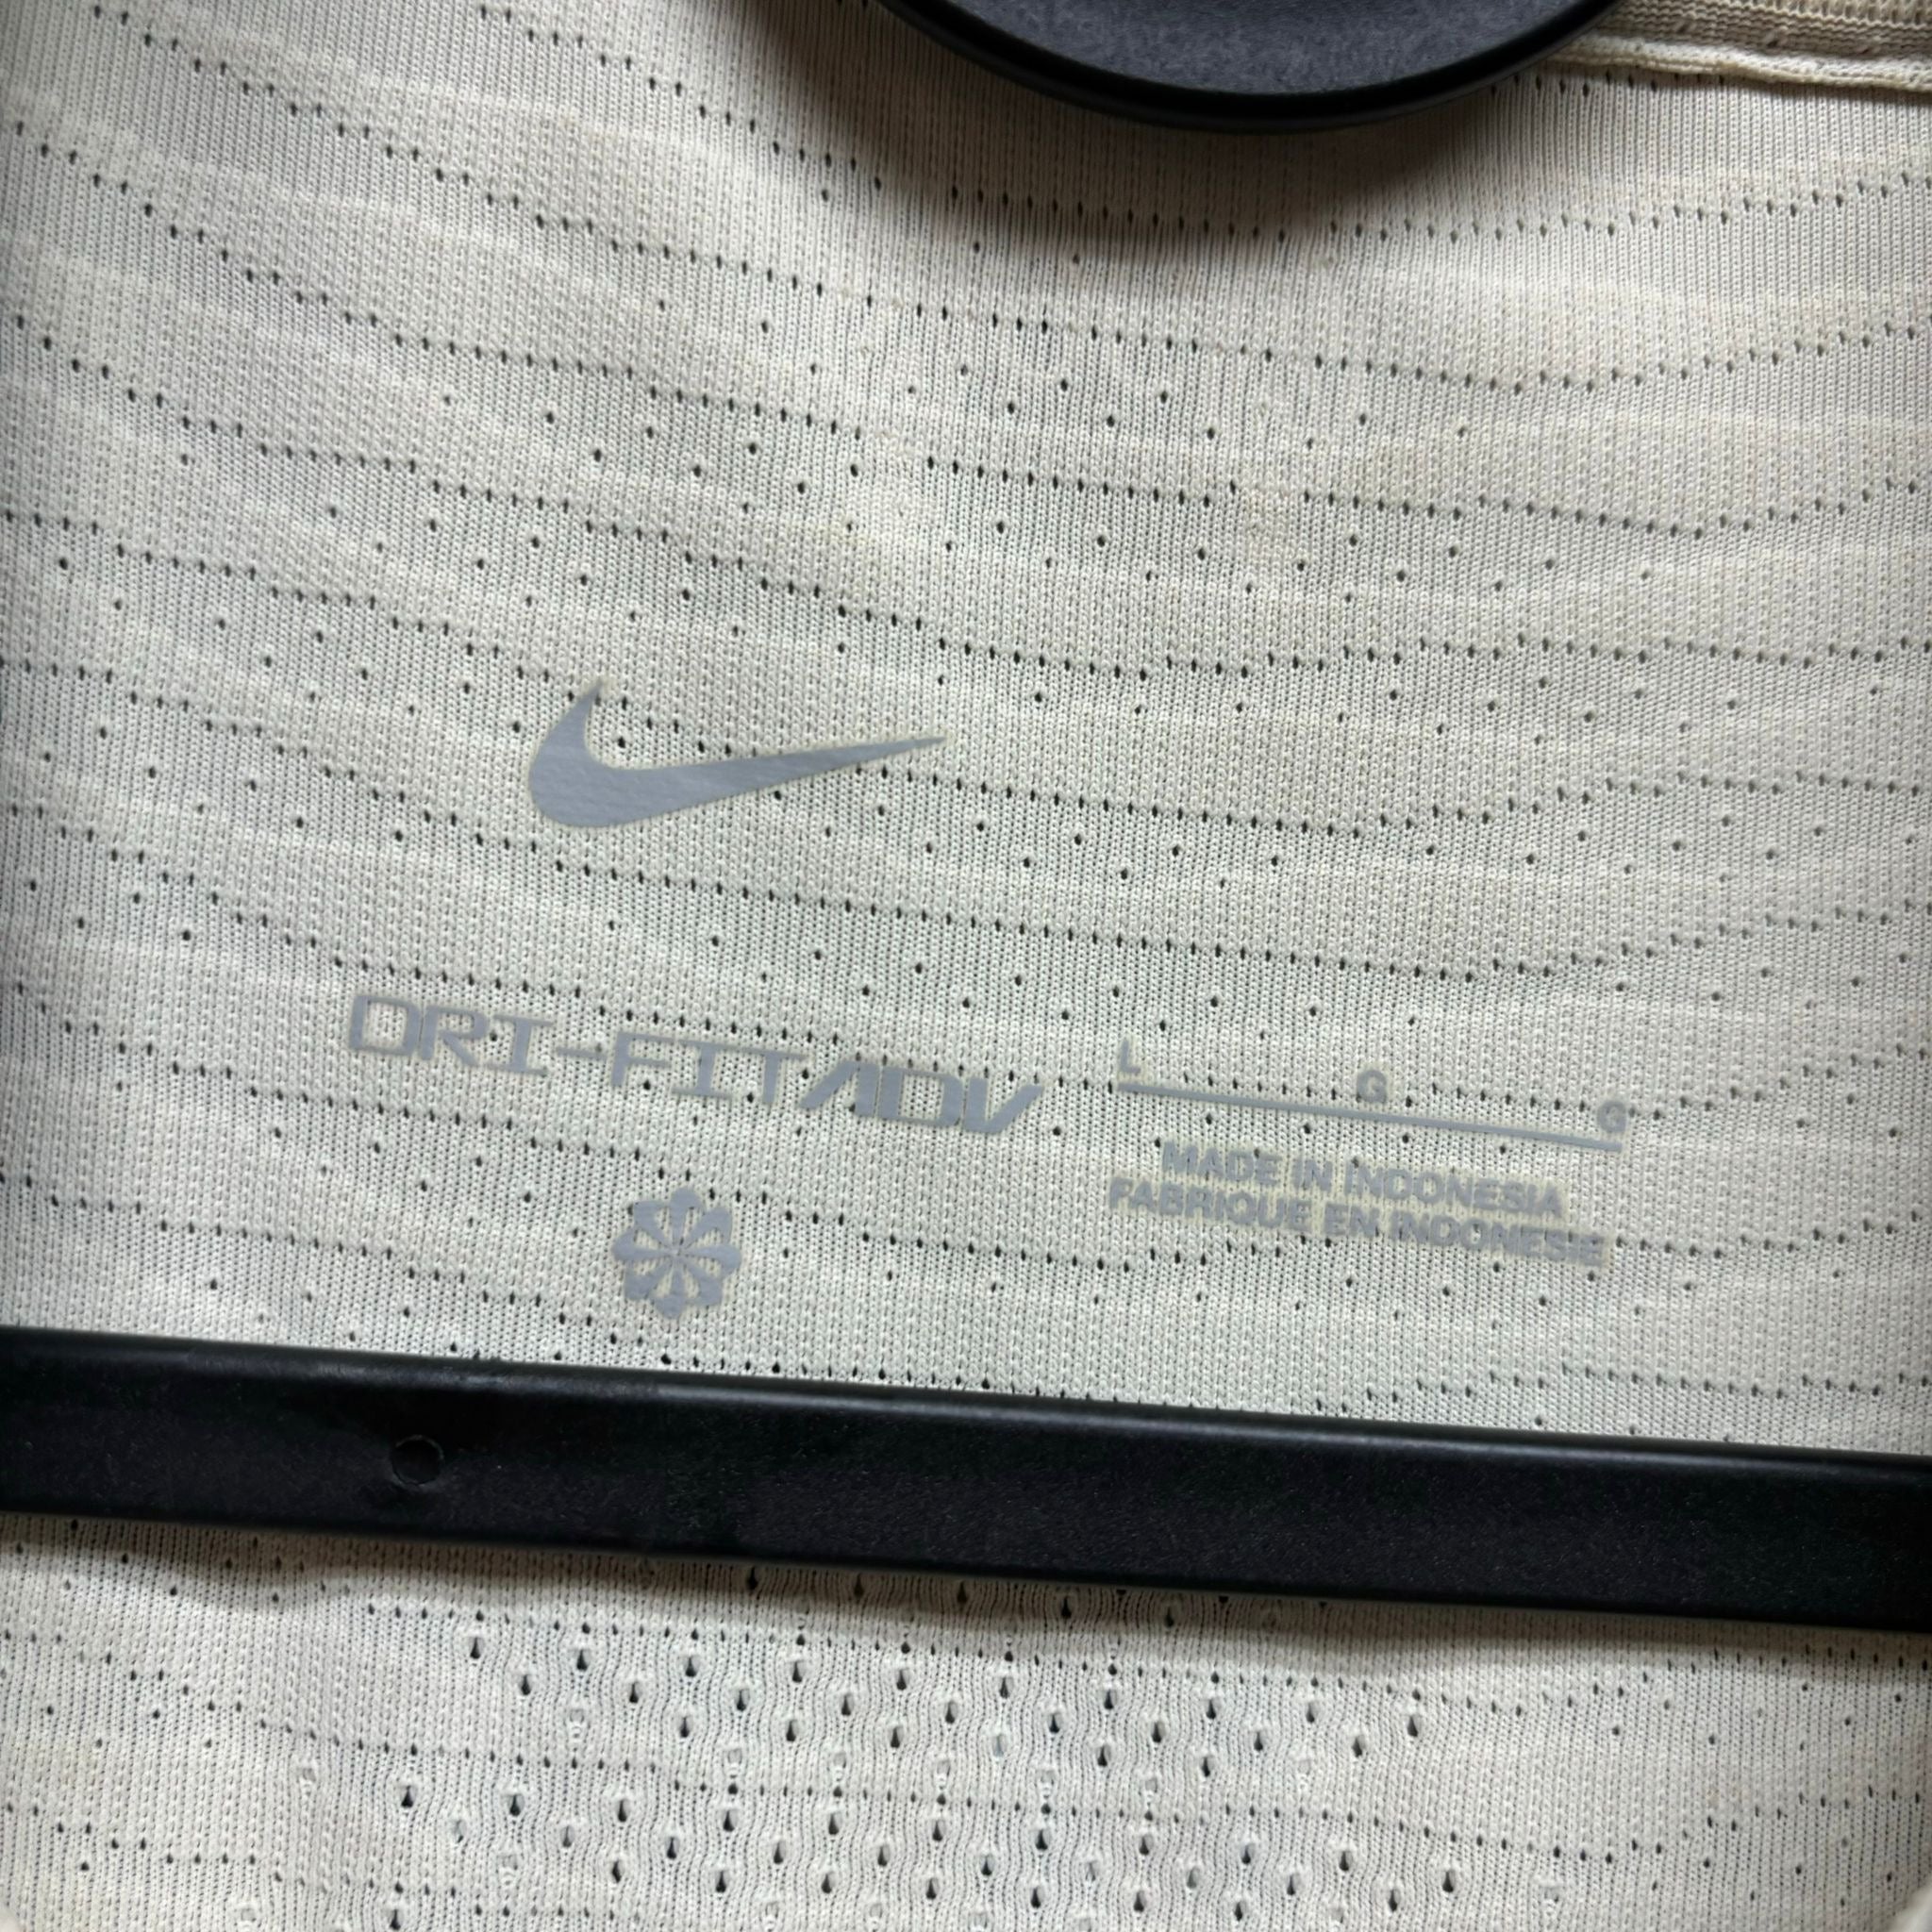 DRI-FIT ADV
L G G
MADE IN INDONESIA
FABRIQUE EN INDONESIE